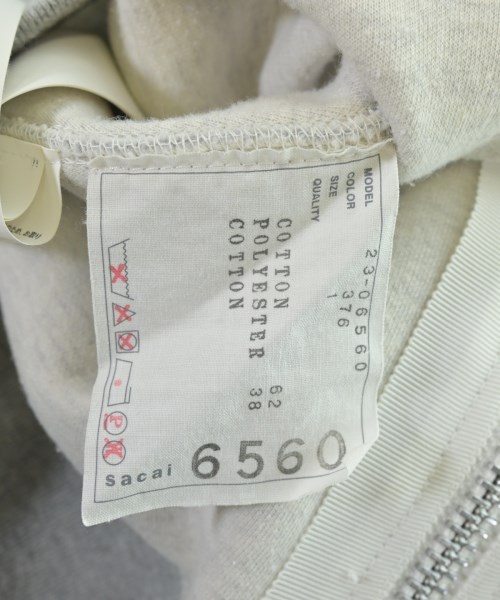 MODEL 23-06560
COLOR 376
SIZE 1
QUALITY
COTTON 62
POLYESTER 38
COTTON
P
sacai 6560